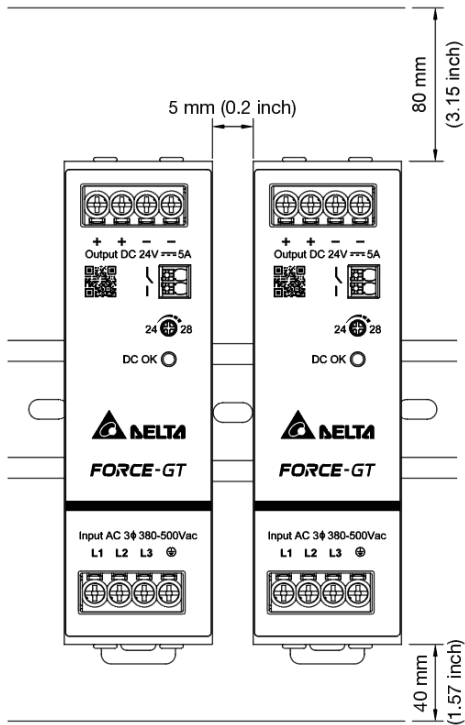 80 mm
(3.15 inch)
5 mm (0.2 inch)
+ + − −
Output DC 24V ⎓ 5A
24 28
DC OK
DELTA
FORCE-GT
Input AC 3ϕ 380-500Vac
L1 L2 L3
+ + − −
Output DC 24V ⎓ 5A
24 28
DC OK
DELTA
FORCE-GT
Input AC 3ϕ 380-500Vac
L1 L2 L3
40 mm
(1.57 inch)